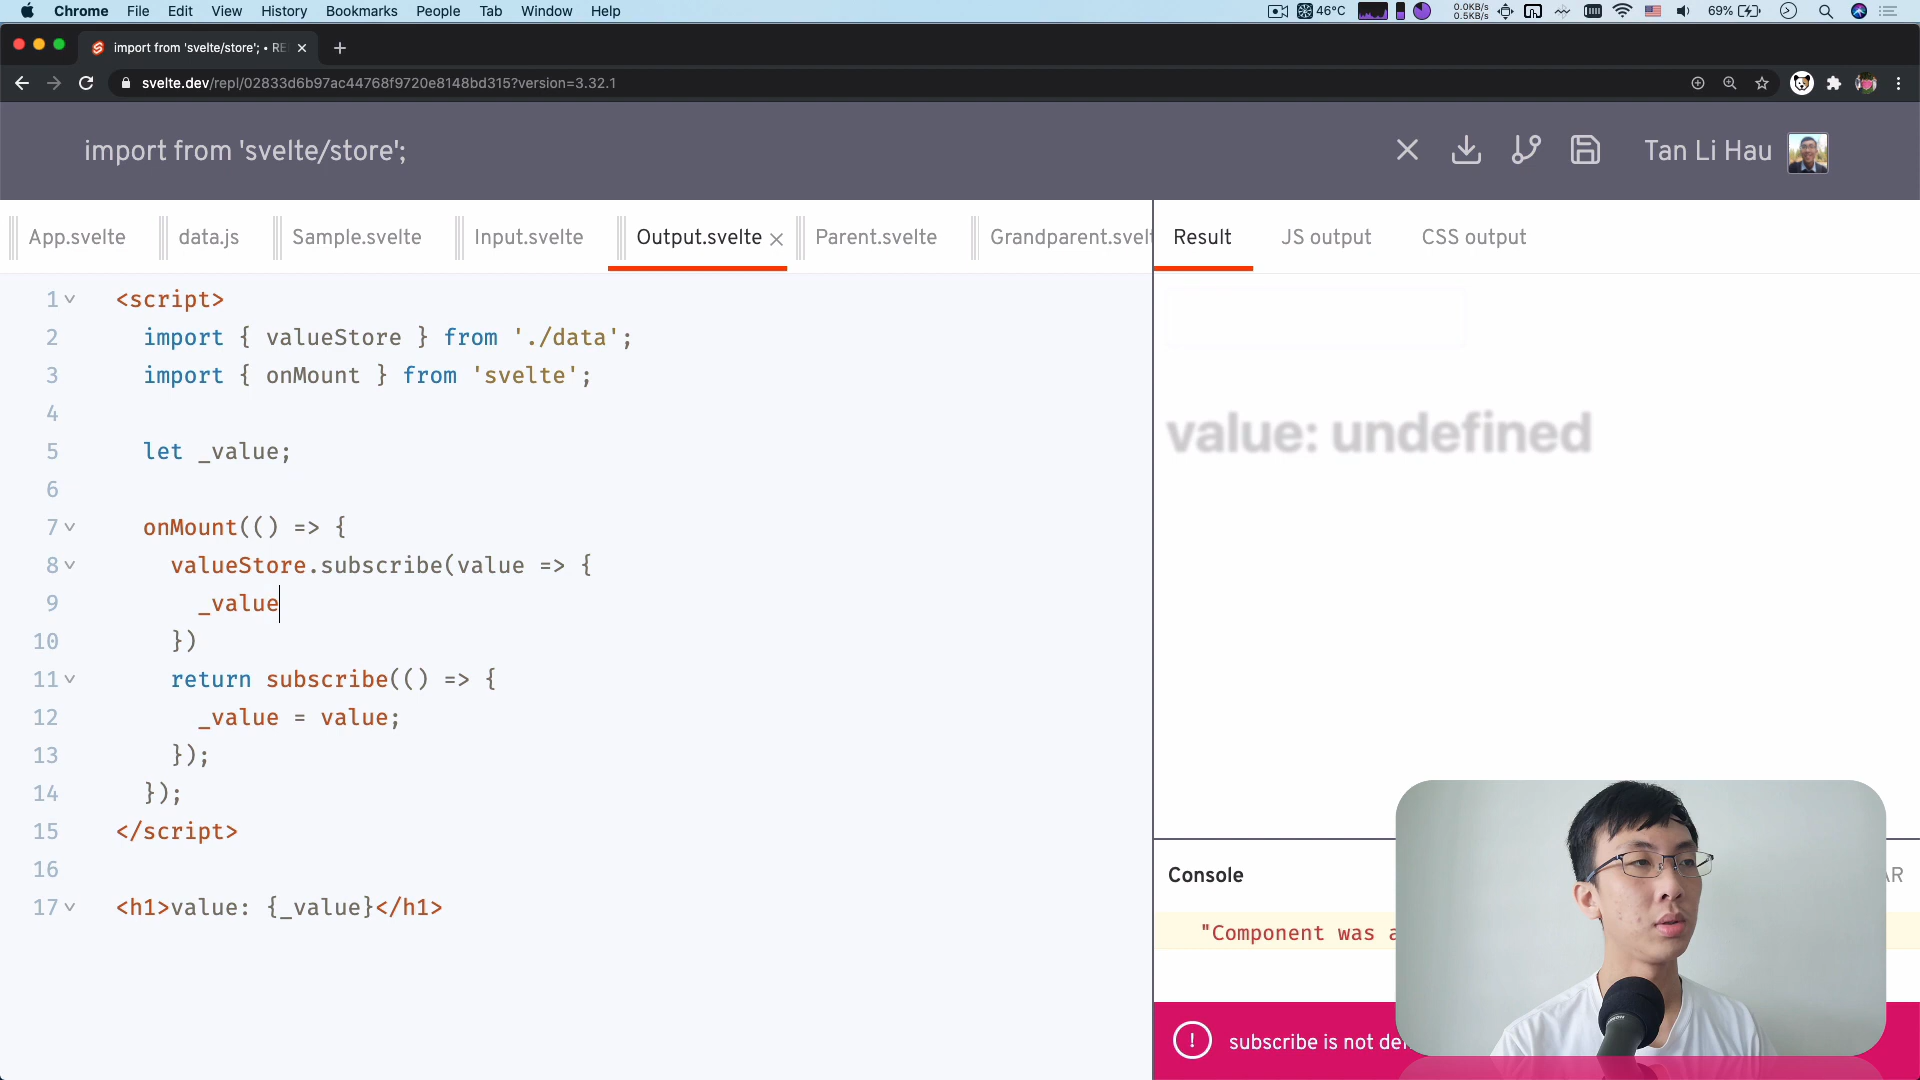 Chrome File Edit View History Bookmarks People Tab Window Help
46°C
0.0KB/s
0.5KB/s
69%
import from 'svelte/store'; • RE
svelte.dev/repl/02833d6b97ac44768f9720e8148bd315?version=3.32.1
import from 'svelte/store';
Tan Li Hau
App.svelte data.js Sample.svelte Input.svelte Output.svelte Parent.svelte Grandparent.svelt
Result JS output CSS output
1 <script>
2 import { valueStore } from './data';
3 import { onMount } from 'svelte';
4
5 let _value;
6
7 onMount(() => {
8 valueStore.subscribe(value => {
9 _value
10 })
11 return subscribe(() => {
12 _value = value;
13 });
14 });
15 </script>
16
17 <h1>value: {_value}</h1>
value: undefined
Console
AR
"Component was a
! subscribe is not de